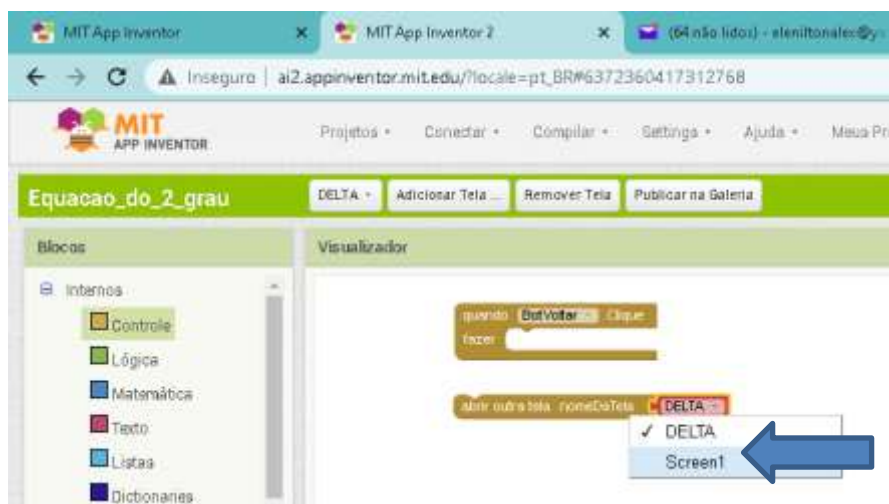 MIT App Inventor
MIT App Inventor 2
(64 não lidos) - eleniltonales@y
Inseguro
ai2.appinventor.mit.edu/?locale=pt_BR#6372360417312768
MIT
APP INVENTOR
Projetos
Conectar
Compilar
Settings
Ajuda
Meus Pr
Equacao_do_2_grau
DELTA
Adicionar Tela ...
Remover Tela
Publicar na Galeria
Blocos
Visualizador
Internos
Controle
Lógica
Matemática
Texto
Listas
Dictionaries
quando BotVoltar .Clique
fazer
abrir outra tela nomeDaTela DELTA
✓ DELTA
Screen1